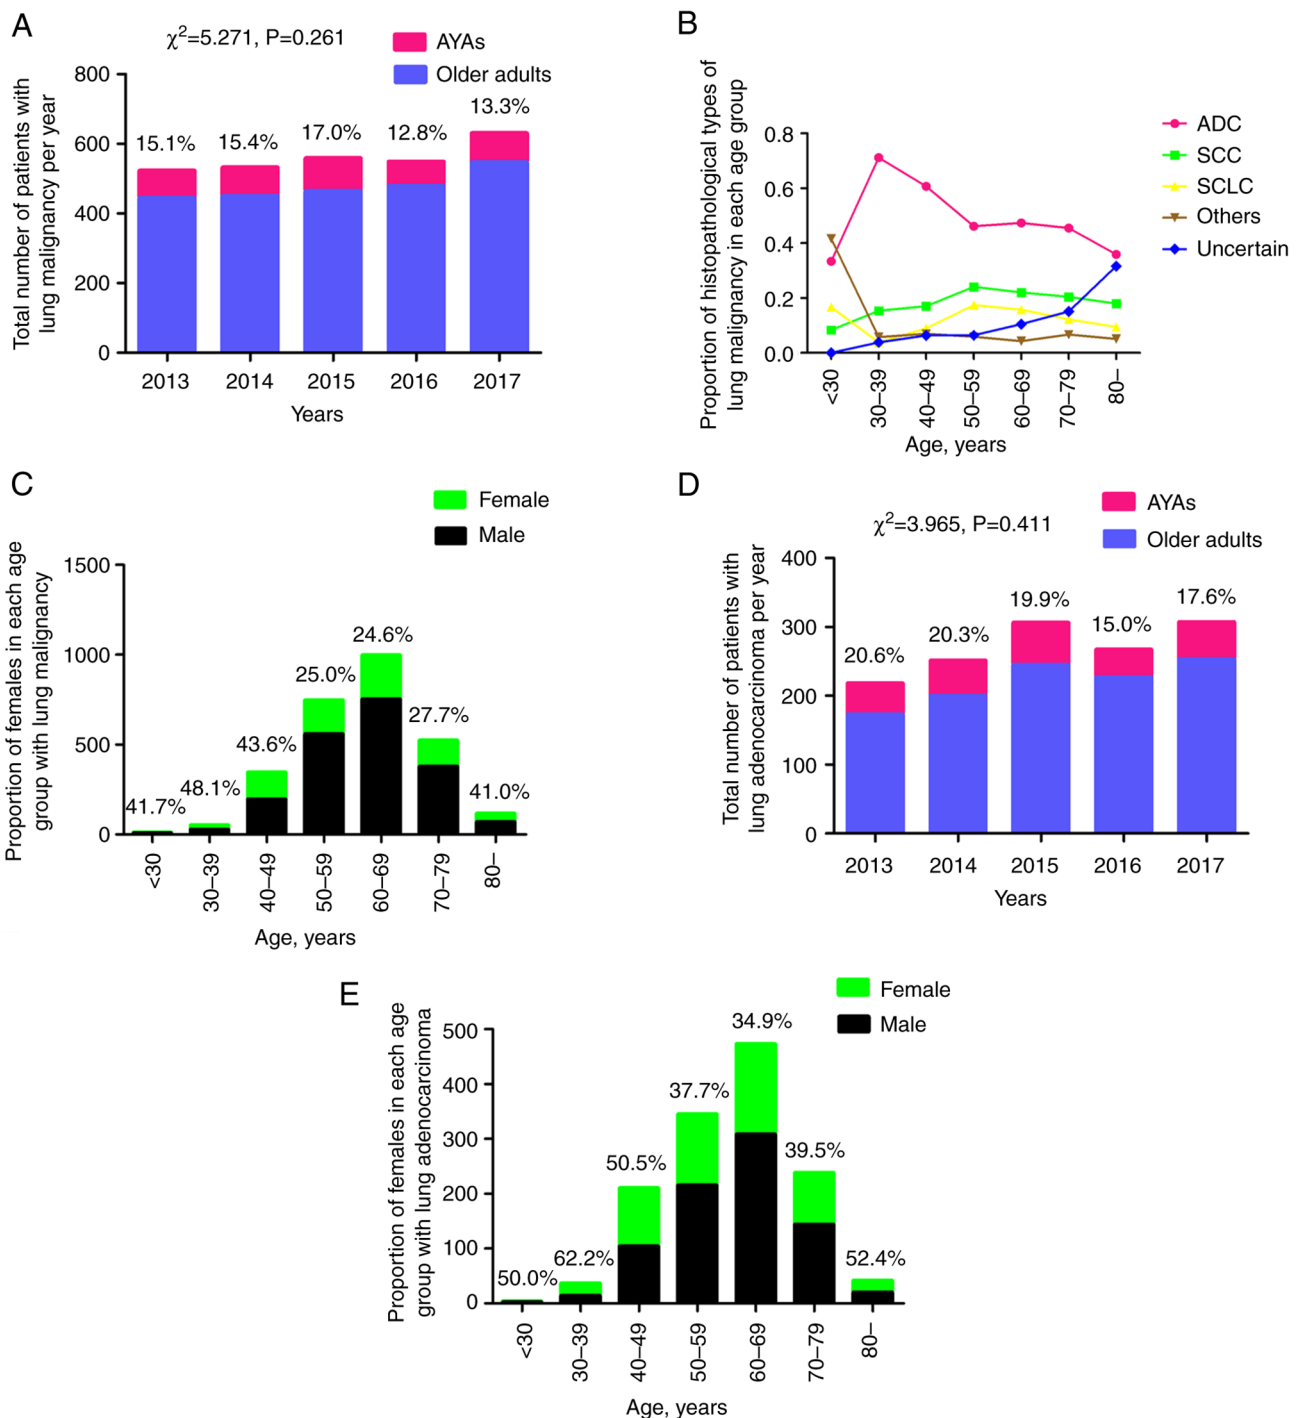 A
χ²=5.271, P=0.261
AYAs
Older adults
Total number of patients with
lung malignancy per year
800
600
400
200
0
15.1%
15.4%
17.0%
12.8%
13.3%
2013
2014
2015
2016
2017
Years
B
Proportion of histopathological types of
lung malignancy in each age group
0.8
0.6
0.4
0.2
0.0
<30
30–39
40–49
50–59
60–69
70–79
80–
Age, years
ADC
SCC
SCLC
Others
Uncertain
C
Female
Male
Proportion of females in each age
group with lung malignancy
1500
1000
500
0
41.7%
48.1%
43.6%
25.0%
24.6%
27.7%
41.0%
<30
30–39
40–49
50–59
60–69
70–79
80–
Age, years
D
χ²=3.965, P=0.411
AYAs
Older adults
Total number of patients with
lung adenocarcinoma per year
400
300
200
100
0
20.6%
20.3%
19.9%
15.0%
17.6%
2013
2014
2015
2016
2017
Years
E
Female
Male
Proportion of females in each age
group with lung adenocarcinoma
500
400
300
200
100
0
50.0%
62.2%
50.5%
37.7%
34.9%
39.5%
52.4%
<30
30–39
40–49
50–59
60–69
70–79
80–
Age, years